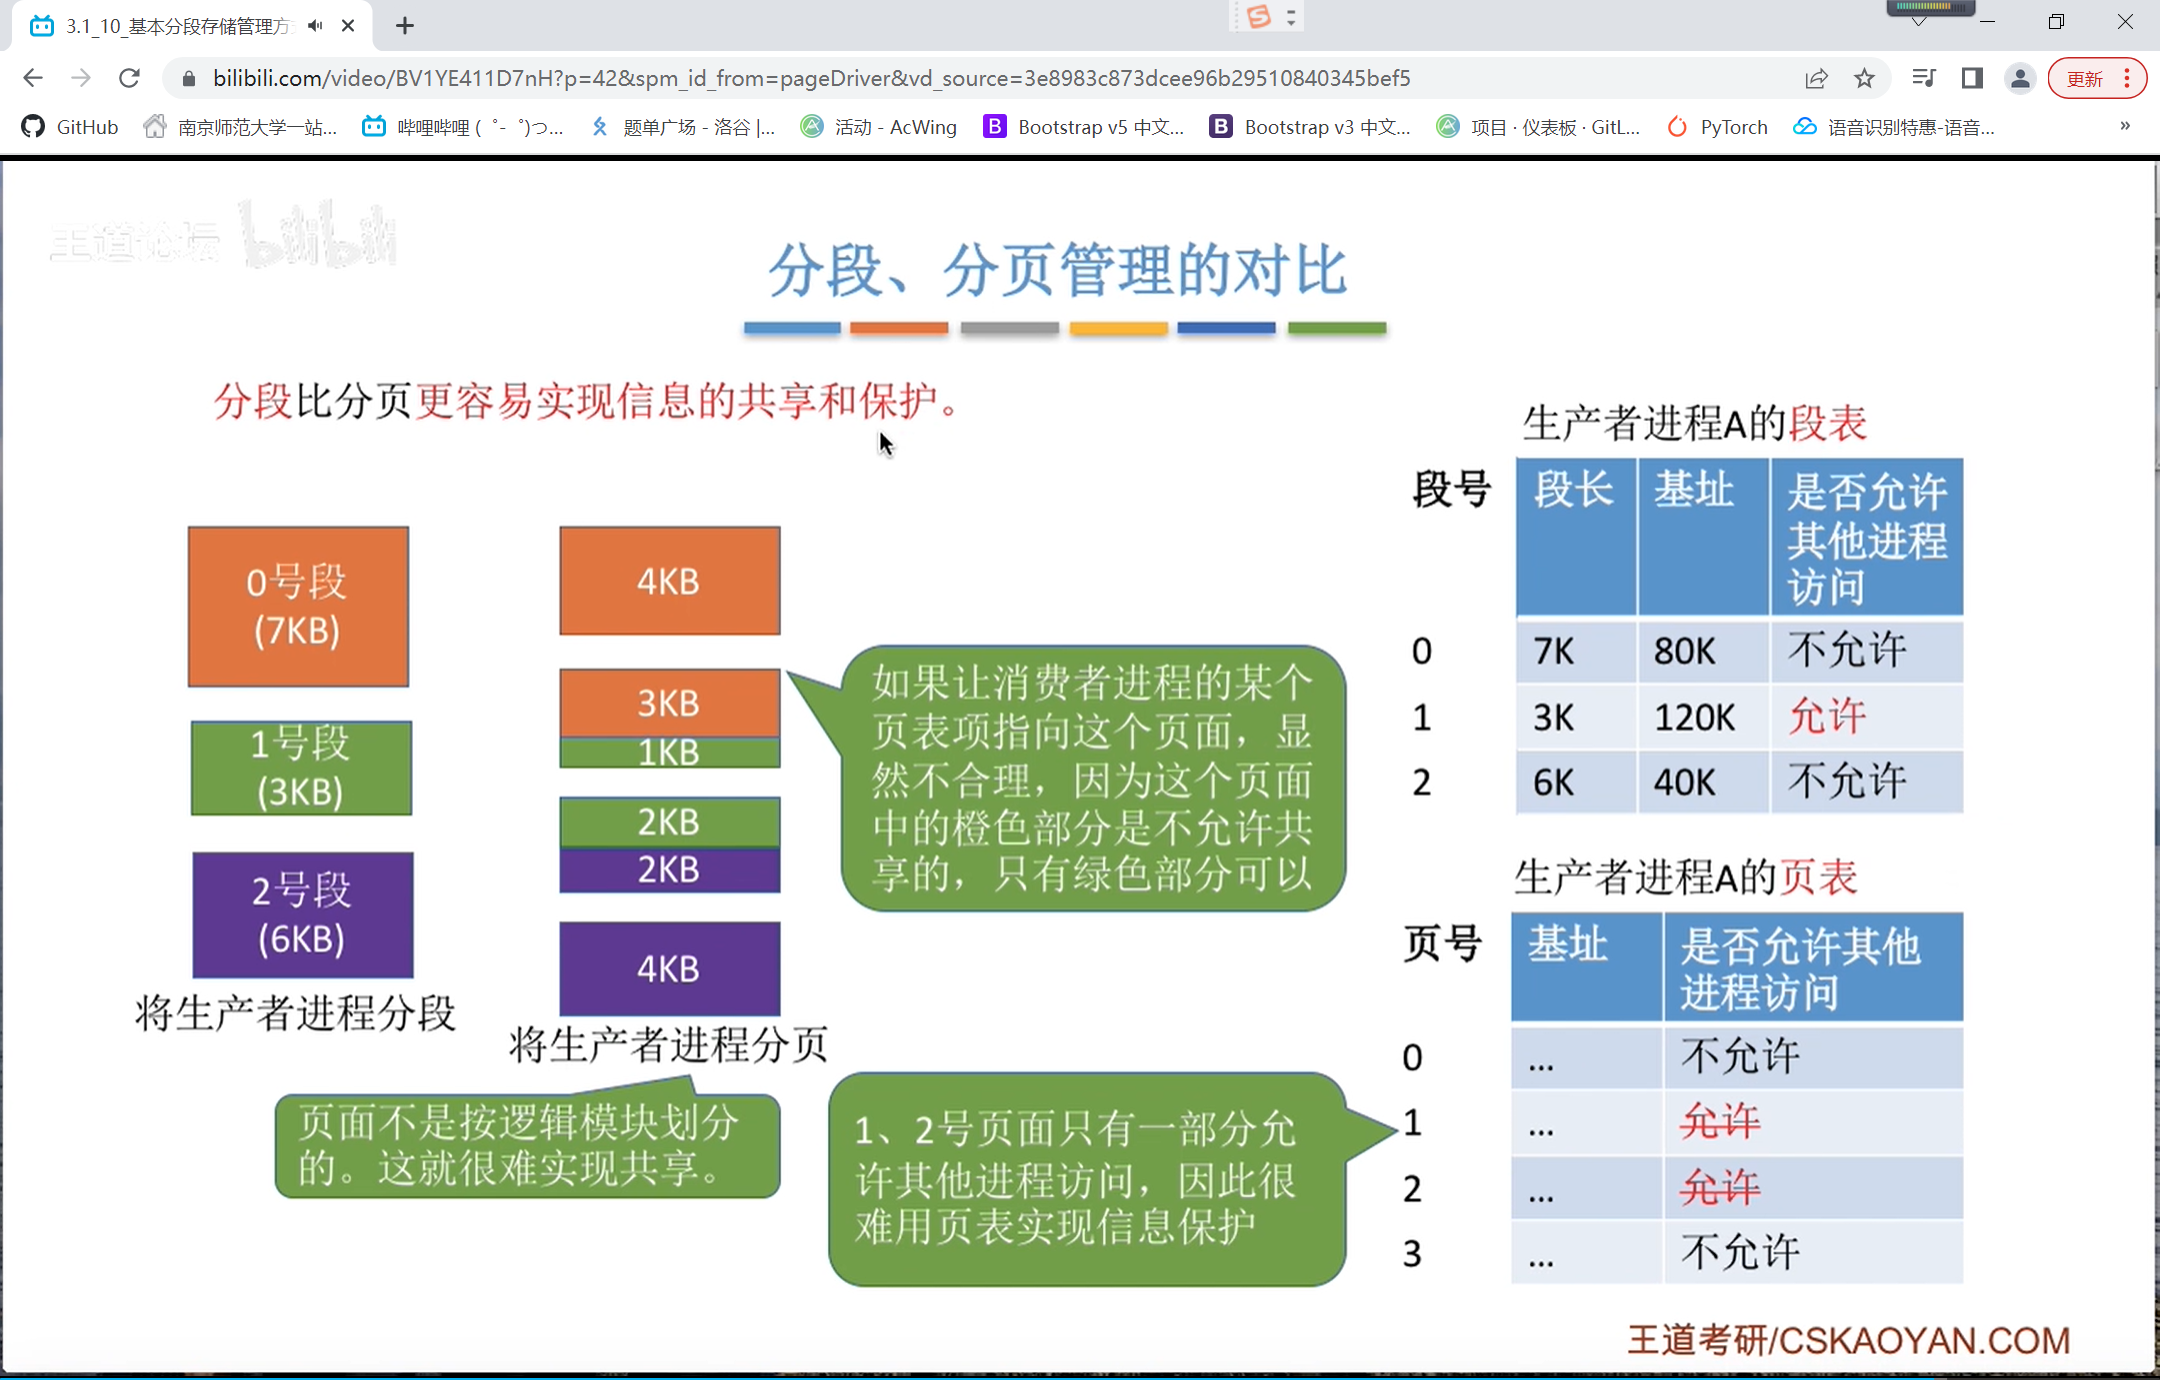 3.1_10_基本分段存储管理方
bilibili.com/video/BV1YE411D7nH?p=42&spm_id_from=pageDriver&vd_source=3e8983c873dcee96b29510840345bef5
更新
GitHub
南京师范大学一站...
哔哩哔哩 (゜-゜)つ...
题单广场 - 洛谷 |...
活动 - AcWing
Bootstrap v5 中文...
Bootstrap v3 中文...
项目 · 仪表板 · GitL...
PyTorch
语音识别特惠-语音...
»
王道论坛 bilibili
分段、分页管理的对比
分段比分页更容易实现信息的共享和保护。
0号段
(7KB)
1号段
(3KB)
2号段
(6KB)
将生产者进程分段
4KB
3KB
1KB
2KB
2KB
4KB
将生产者进程分页
页面不是按逻辑模块划分
的。这就很难实现共享。
如果让消费者进程的某个
页表项指向这个页面，显
然不合理，因为这个页面
中的橙色部分是不允许共
享的，只有绿色部分可以
1、2号页面只有一部分允
许其他进程访问，因此很
难用页表实现信息保护
生产者进程A的段表
段号 段长 基址 是否允许
其他进程
访问
0 7K 80K 不允许
1 3K 120K 允许
2 6K 40K 不允许
生产者进程A的页表
页号 基址 是否允许其他
进程访问
0 ... 不允许
1 ... 允许
2 ... 允许
3 ... 不允许
王道考研/CSKAOYAN.COM